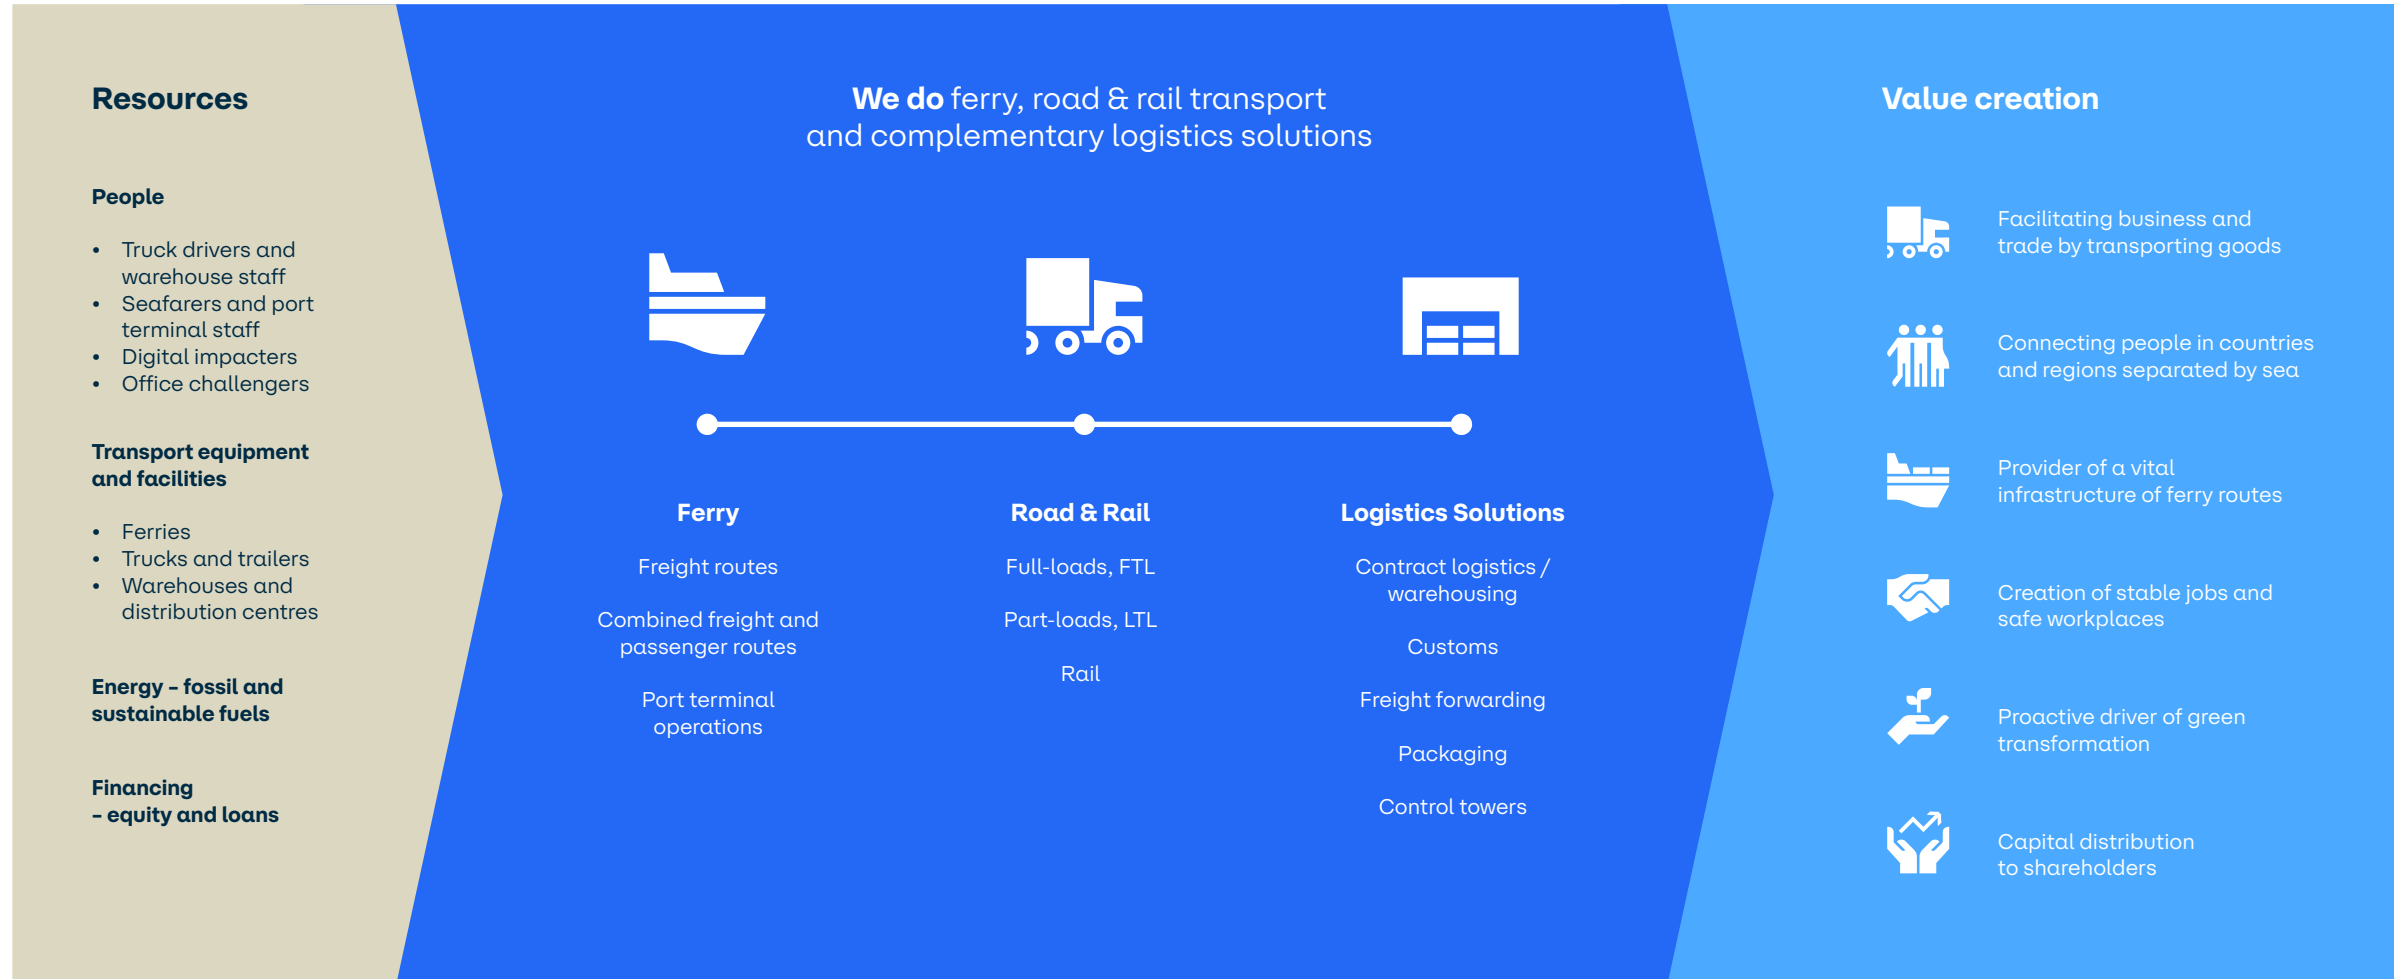 Resources
People
• Truck drivers and
warehouse staff
• Seafarers and port
terminal staff
• Digital impacters
• Office challengers
Transport equipment
and facilities
• Ferries
• Trucks and trailers
• Warehouses and
distribution centres
Energy – fossil and
sustainable fuels
Financing
– equity and loans
We do ferry, road & rail transport
and complementary logistics solutions
Ferry
Freight routes
Combined freight and
passenger routes
Port terminal
operations
Road & Rail
Full-loads, FTL
Part-loads, LTL
Rail
Logistics Solutions
Contract logistics /
warehousing
Customs
Freight forwarding
Packaging
Control towers
Value creation
Facilitating business and
trade by transporting goods
Connecting people in countries
and regions separated by sea
Provider of a vital
infrastructure of ferry routes
Creation of stable jobs and
safe workplaces
Proactive driver of green
transformation
Capital distribution
to shareholders